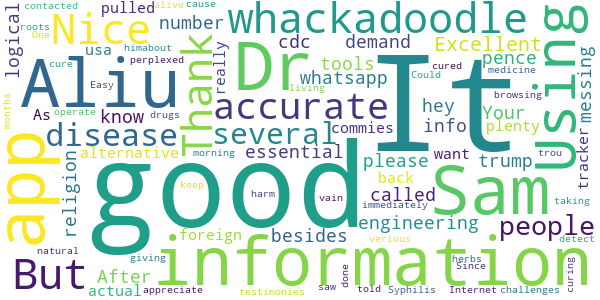 good
It
information
Aliu
Dr
Sam
app
Using
whackadoodle
Nice
But
Thank
accurate
disease
several
people
Excellent
engineering
essential
logical
religion
alternative
besides
called
foreign
After
actual
know
number
pulled
usa
really
cdc
demand
tools
whatsapp
hey
info
pence
Your
plenty
messing
tracker
trump
want
please
back
commies
As
contacted
roots
One
cause
alive
himabout
perplexed
cure
Easy
operate
drugs
living
cured
Could
medicine
browsing
months
morning
keep
harm
vain
immediately
trou
taking
detect
verious
herbs
Since
curing
natural
giving
appreciate
testimonies
saw
done
told
Syphilis
Internet
challenges